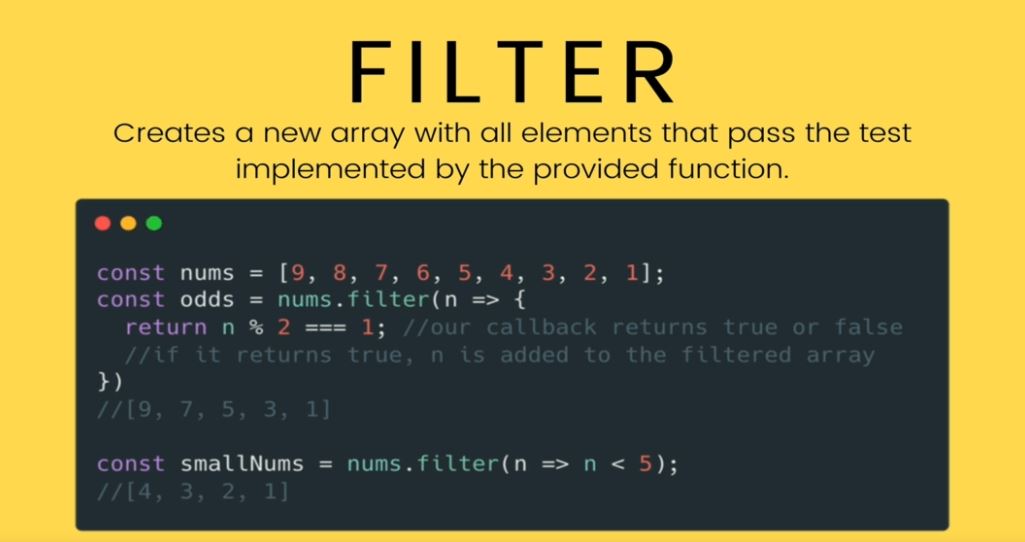 FILTER
Creates a new array with all elements that pass the test
implemented by the provided function.
const nums = [9, 8, 7, 6, 5, 4, 3, 2, 1];
const odds = nums.filter(n => {
  return n % 2 === 1; //our callback returns true or false
  //if it returns true, n is added to the filtered array
})
//[9, 7, 5, 3, 1]
const smallNums = nums.filter(n => n < 5);
//[4, 3, 2, 1]